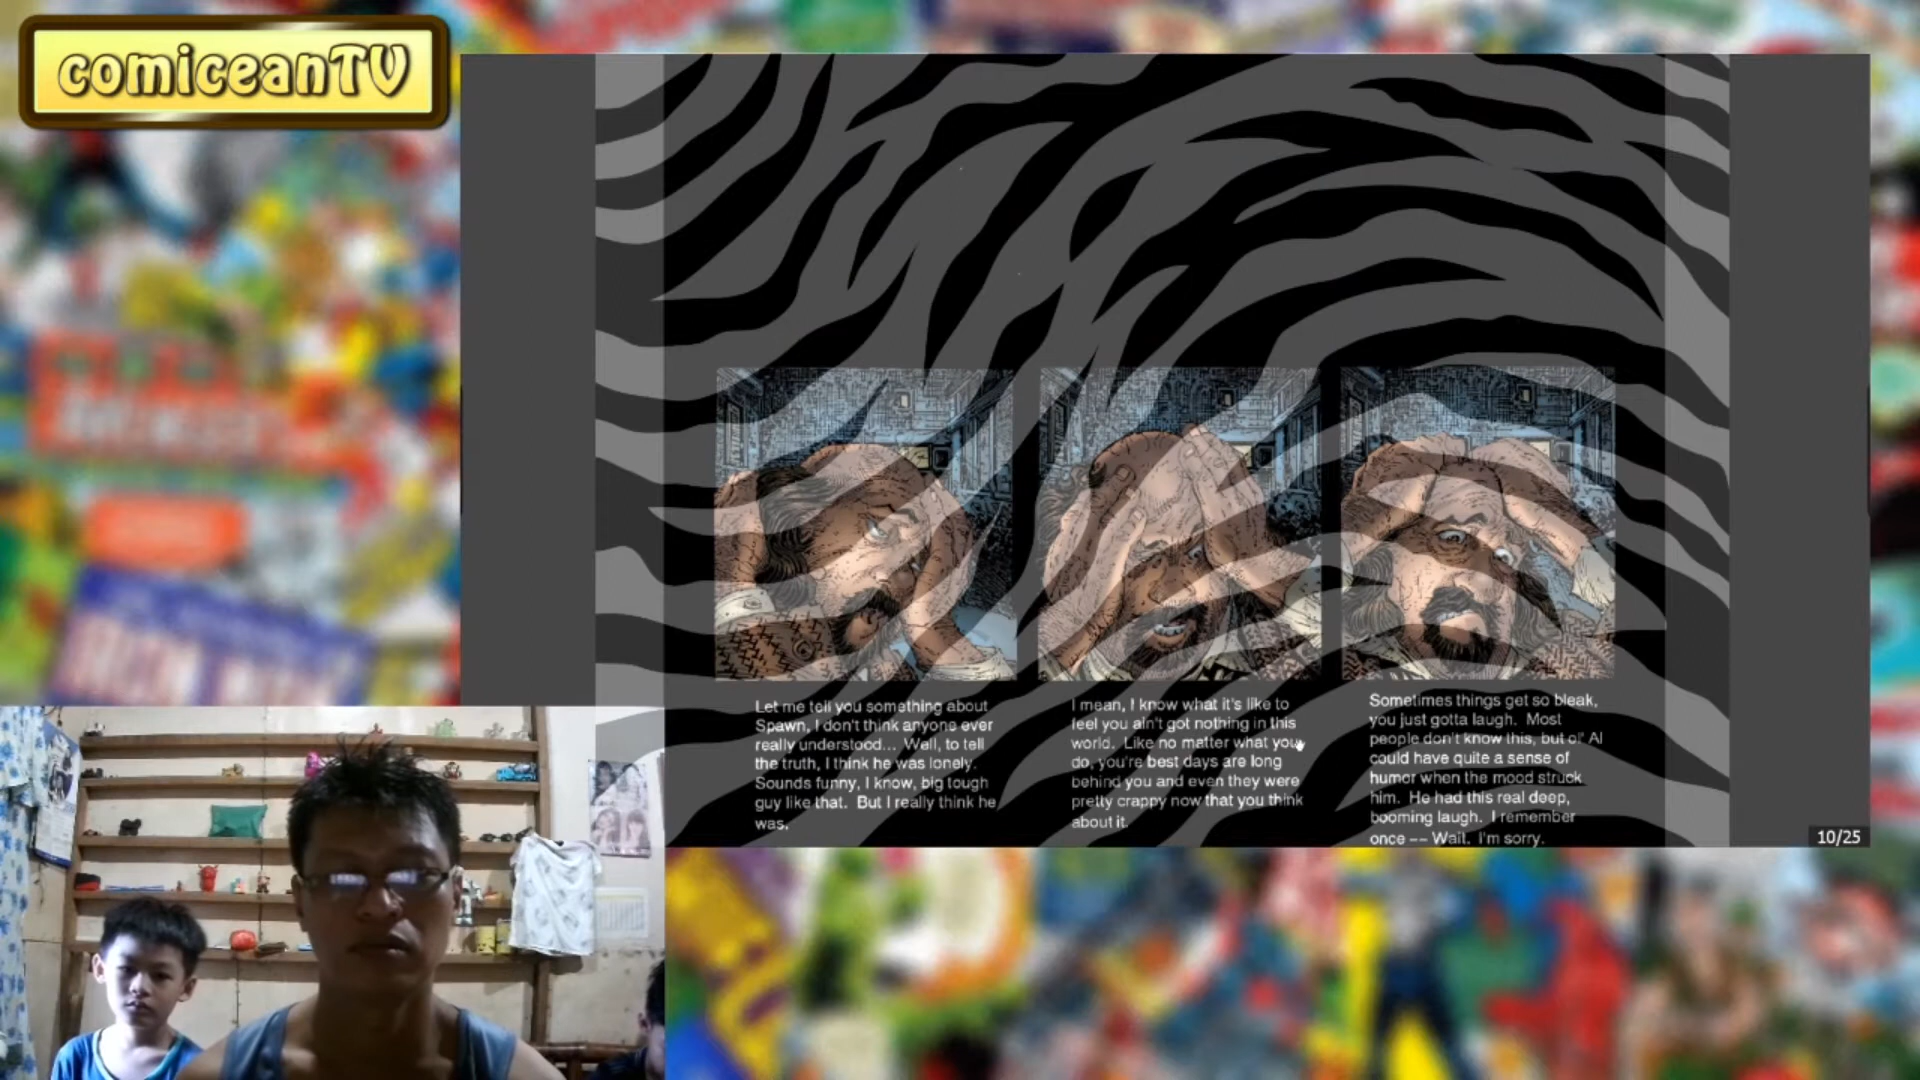 comiceanTV
Let me tell you something about
Spawn, I don't think anyone ever
really understood... Well, to tell
the truth, I think he was lonely.
Sounds funny, I know, big tough
guy like that. But I really think he
was.
I mean, I know what it's like to
feel you ain't got nothing in this
world. Like no matter what you
do, you're best days are long
behind you and even they were
pretty crappy now that you think
about it.
Sometimes things get so bleak,
you just gotta laugh. Most
people don't know this, but ol' Al
could have quite a sense of
humor when the mood struck
him. He had this real deep,
booming laugh. I remember
once -- Wait. I'm sorry.
10/25